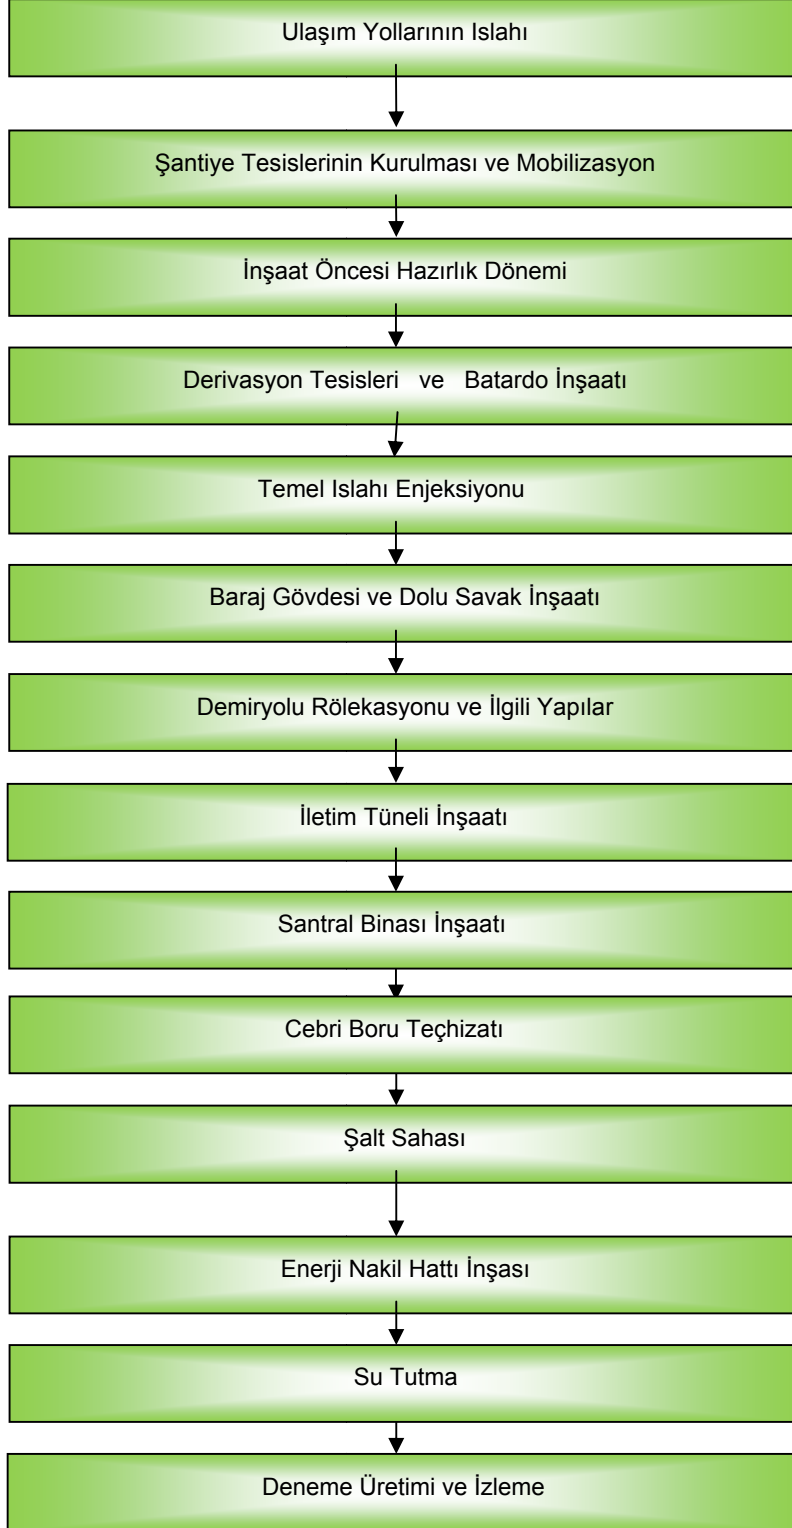 Ulaşım Yollarının Islahı
Şantiye Tesislerinin Kurulması ve Mobilizasyon
İnşaat Öncesi Hazırlık Dönemi
Derivasyon Tesisleri ve Batardo İnşaatı
Temel Islahı Enjeksiyonu
Baraj Gövdesi ve Dolu Savak İnşaatı
Demiryolu Rölekasyonu ve İlgili Yapılar
İletim Tüneli İnşaatı
Santral Binası İnşaatı
Cebri Boru Teçhizatı
Şalt Sahası
Enerji Nakil Hattı İnşası
Su Tutma
Deneme Üretimi ve İzleme